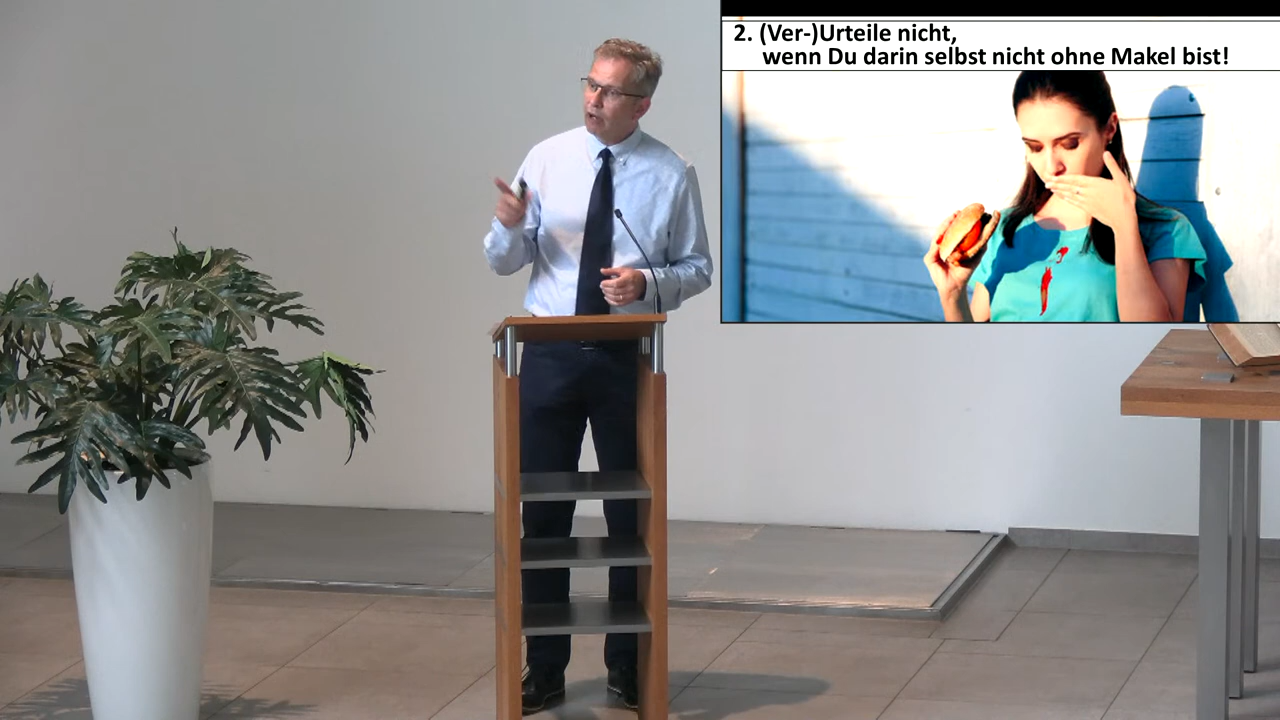 2. (Ver-)Urteile nicht,
wenn Du darin selbst nicht ohne Makel bist!